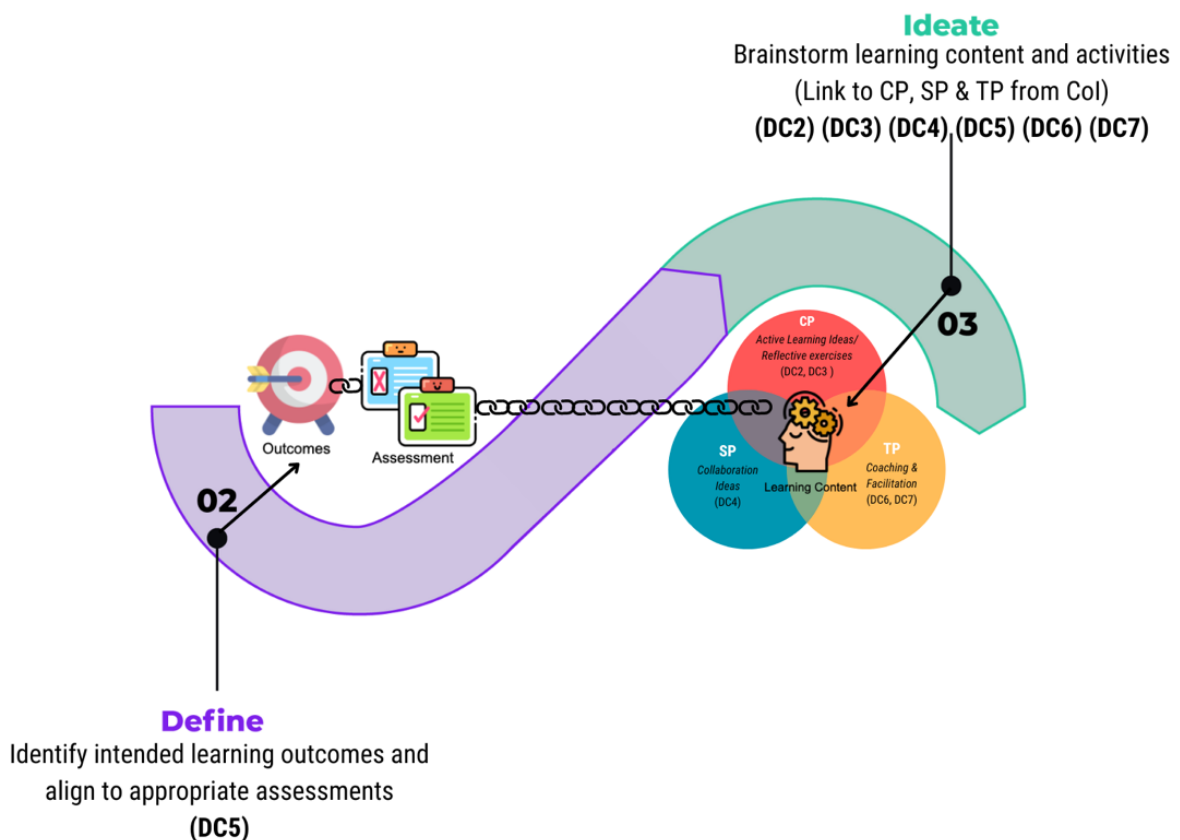 Ideate
Brainstorm learning content and activities
(Link to CP, SP & TP from CoI)
(DC2) (DC3) (DC4) (DC5) (DC6) (DC7)
03
CP
Active Learning Ideas/
Reflective exercises
(DC2, DC3 )
SP
Collaboration
Ideas
(DC4)
TP
Coaching &
Facilitation
(DC6, DC7)
Learning Content
Outcomes
Assessment
02
Define
Identify intended learning outcomes and
align to appropriate assessments
(DC5)